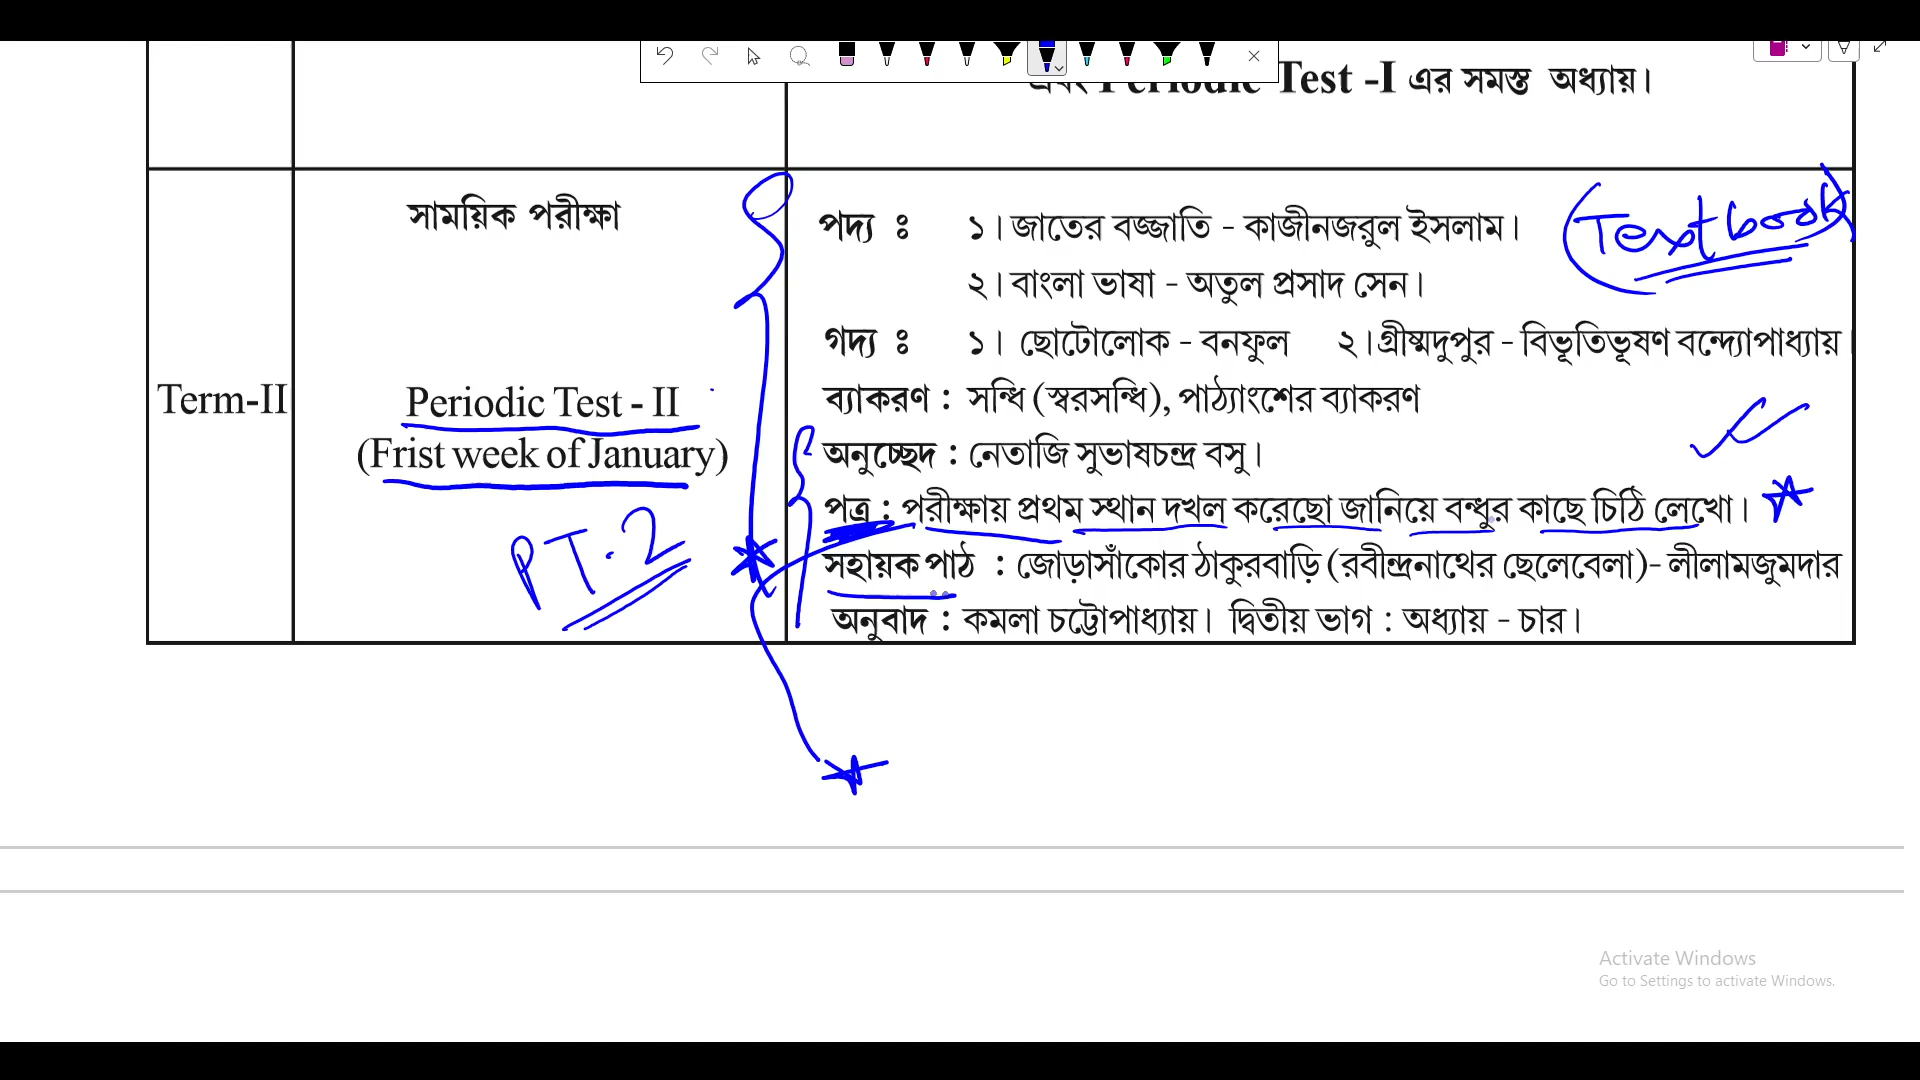 এবং Periodic Test -I এর সমস্ত অধ্যায়।
সাময়িক পরীক্ষা
Term-II
Periodic Test - II
(Frist week of January)
PT.2
পদ্য ঃ ১। জাতের বজ্জাতি - কাজীনজরুল ইসলাম।
Textbook
২। বাংলা ভাষা - অতুল প্রসাদ সেন।
গদ্য ঃ ১। ছোটোলোক - বনফুল ২। গ্রীষ্মদুপুর - বিভূতিভূষণ বন্দ্যোপাধ্যায়।
ব্যাকরণ : সন্ধি (স্বরসন্ধি), পাঠ্যাংশের ব্যাকরণ
অনুচ্ছেদ : নেতাজি সুভাষচন্দ্র বসু।
পত্র : পরীক্ষায় প্রথম স্থান দখল করেছো জানিয়ে বন্ধুর কাছে চিঠি লেখো।
সহায়ক পাঠ : জোড়াসাঁকোর ঠাকুরবাড়ি (রবীন্দ্রনাথের ছেলেবেলা)- লীলামজুমদার
অনুবাদ : কমলা চট্টোপাধ্যায়। দ্বিতীয় ভাগ : অধ্যায় - চার।
Activate Windows
Go to Settings to activate Windows.